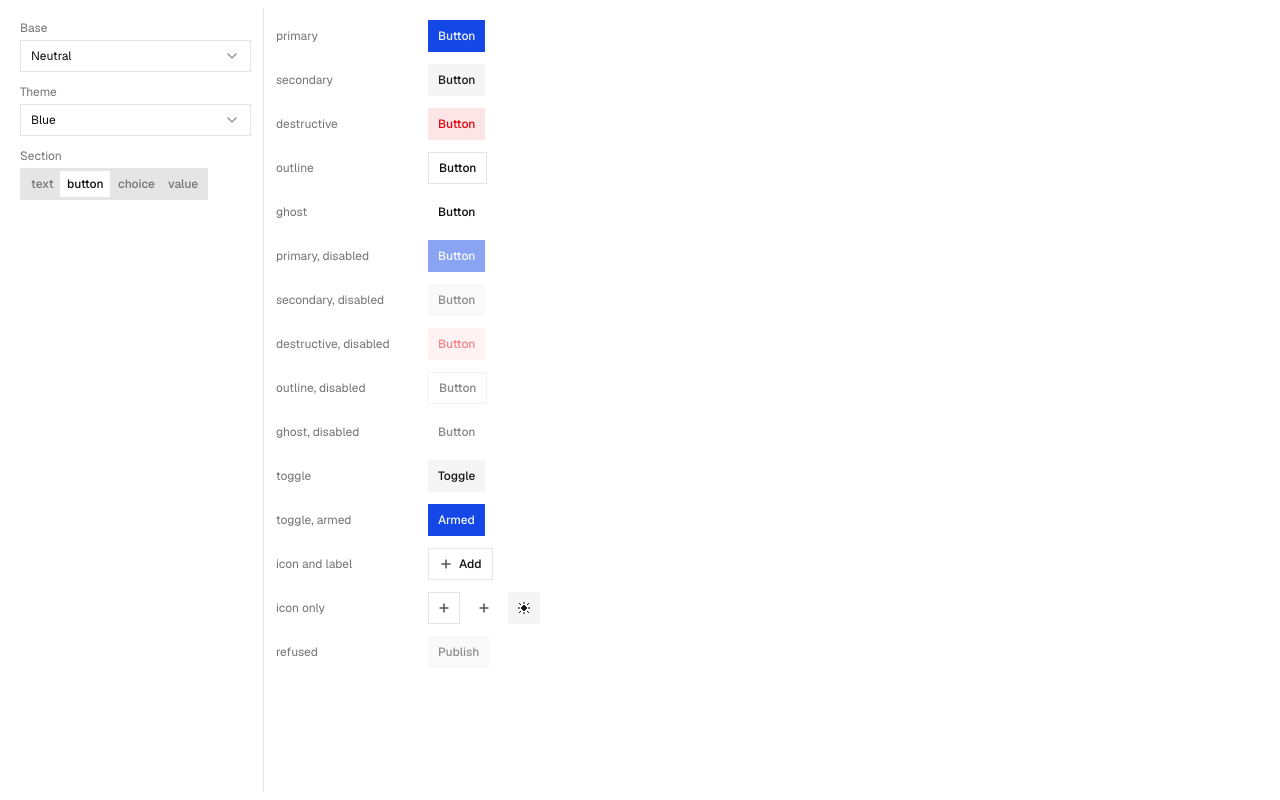 Base
Neutral
Theme
Blue
Section
text button choice value
primary Button
secondary Button
destructive Button
outline Button
ghost Button
primary, disabled Button
secondary, disabled Button
destructive, disabled Button
outline, disabled Button
ghost, disabled Button
toggle Toggle
toggle, armed Armed
icon and label Add
icon only
refused Publish